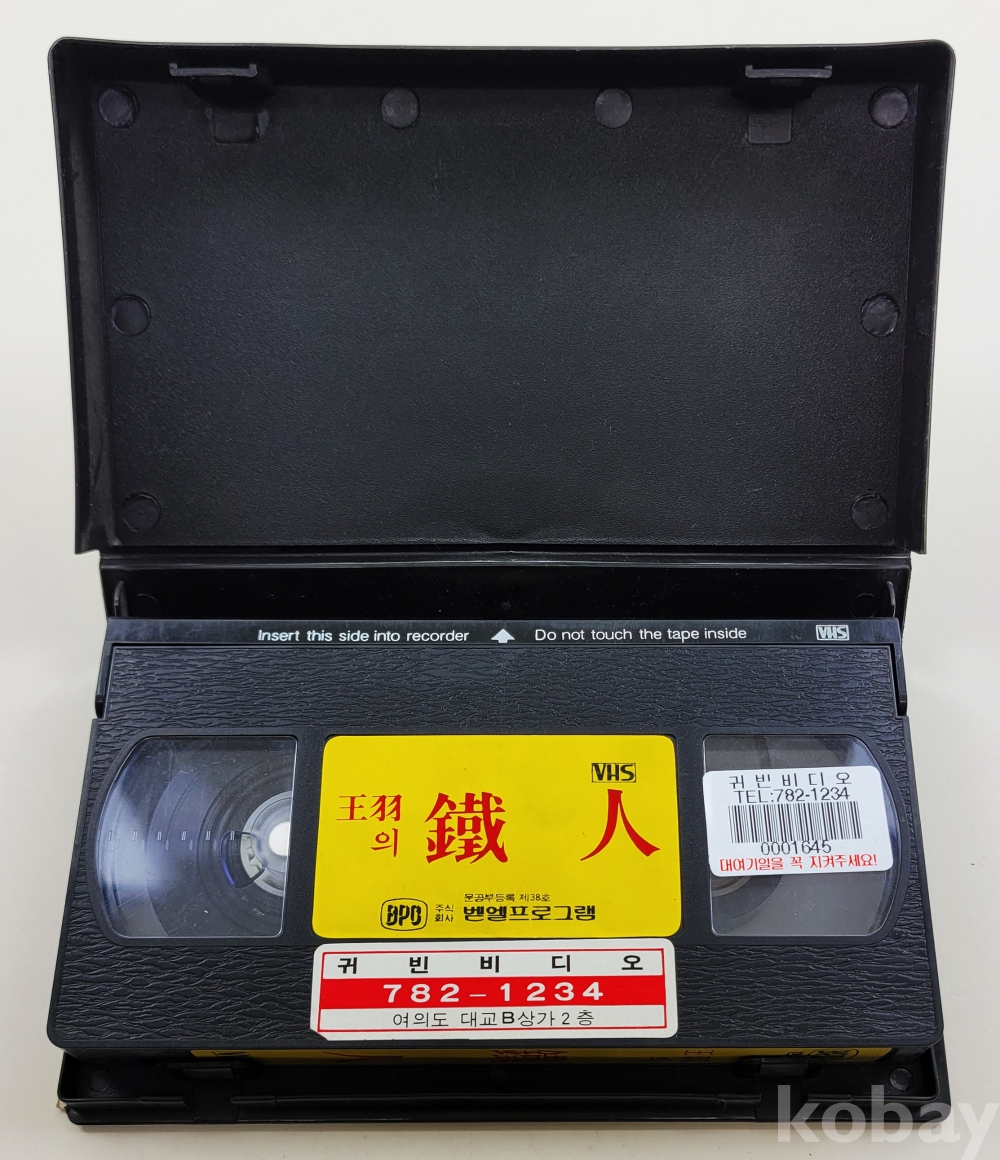 Insert this side into recorder Do not touch the tape inside VHS
VHS
王羽
의 鐵 人
문공부등록 제38호
BPO 주식회사 벧엘프로그램
귀빈비디오
TEL:782-1234
0001645
대여기일을 꼭 지켜주세요!
귀빈비디오
782-1234
여의도 대교B상가 2층
人
kobay